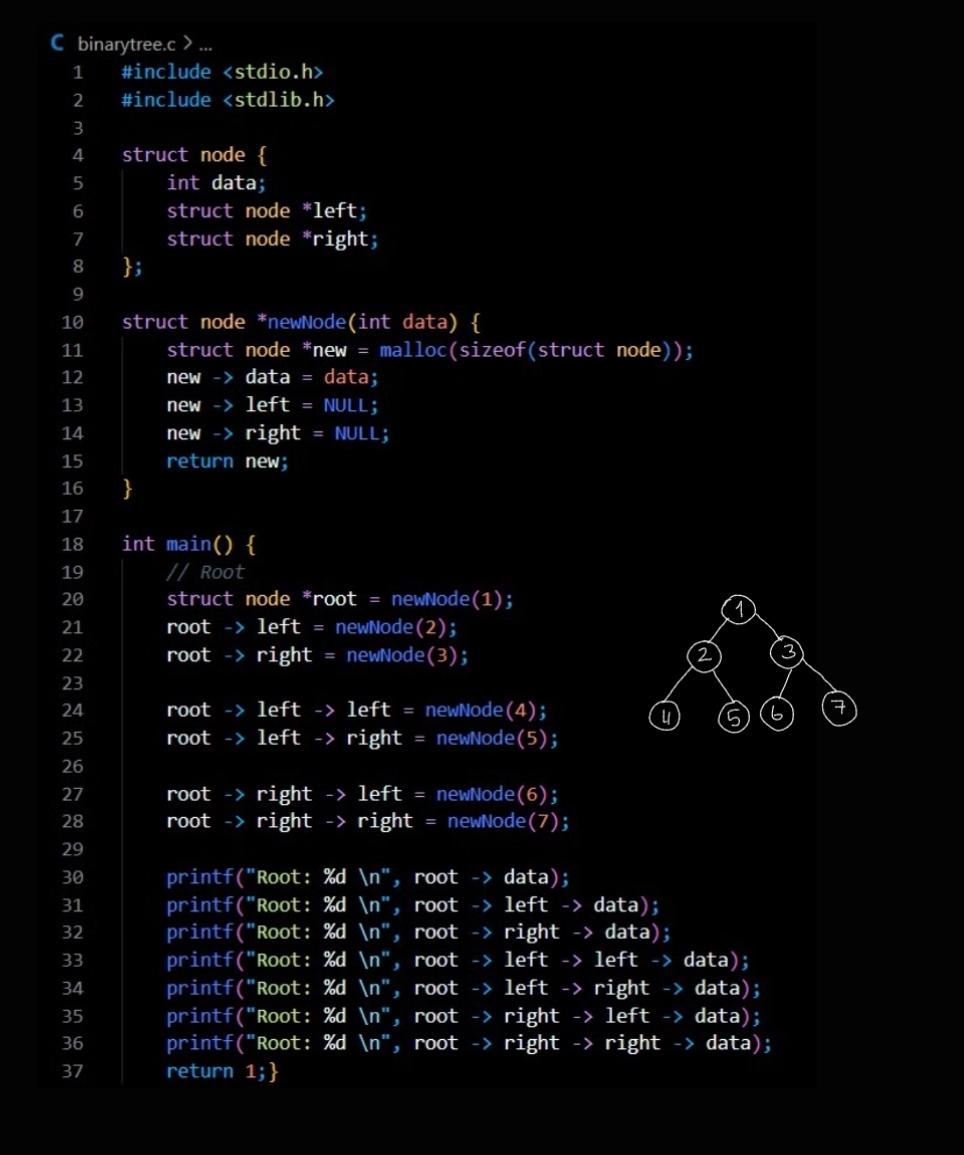 C binarytree.c > ...
1 #include <stdio.h>
2 #include <stdlib.h>
3
4 struct node {
5 int data;
6 struct node *left;
7 struct node *right;
8 };
9
10 struct node *newNode(int data) {
11 struct node *new = malloc(sizeof(struct node));
12 new -> data = data;
13 new -> left = NULL;
14 new -> right = NULL;
15 return new;
16 }
17
18 int main() {
19 // Root
20 struct node *root = newNode(1);
21 root -> left = newNode(2);
22 root -> right = newNode(3);
23
24 root -> left -> left = newNode(4);
25 root -> left -> right = newNode(5);
26
27 root -> right -> left = newNode(6);
28 root -> right -> right = newNode(7);
29
30 printf("Root: %d \n", root -> data);
31 printf("Root: %d \n", root -> left -> data);
32 printf("Root: %d \n", root -> right -> data);
33 printf("Root: %d \n", root -> left -> left -> data);
34 printf("Root: %d \n", root -> left -> right -> data);
35 printf("Root: %d \n", root -> right -> left -> data);
36 printf("Root: %d \n", root -> right -> right -> data);
37 return 1;}
1
2 3
4 5 6 7